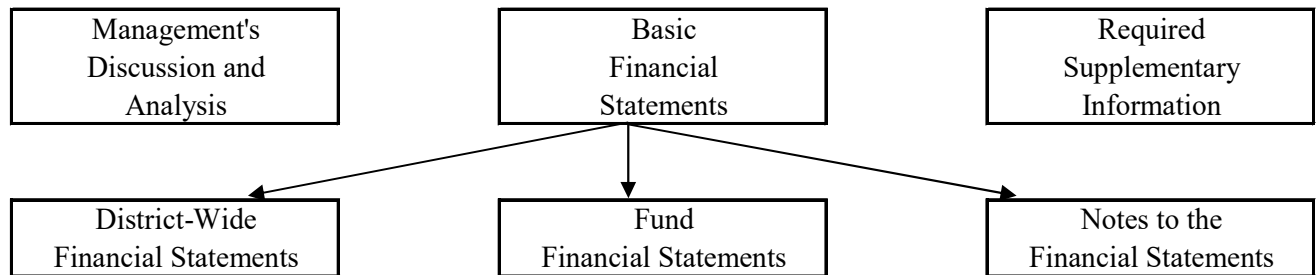 Management's
Discussion and
Analysis
Basic
Financial
Statements
Required
Supplementary
Information
District-Wide
Financial Statements
Fund
Financial Statements
Notes to the
Financial Statements